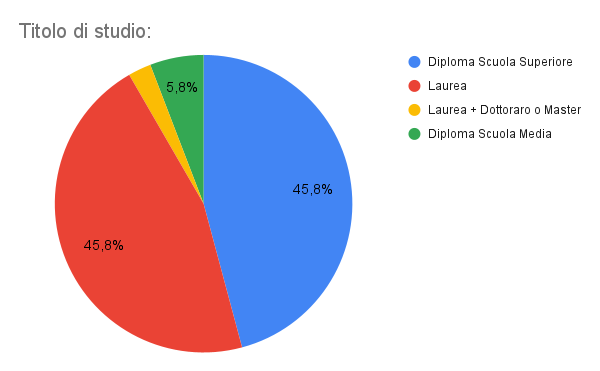 Titolo di studio:
5,8%
Diploma Scuola Superiore
Laurea
Laurea + Dottoraro o Master
Diploma Scuola Media
45,8%
45,8%